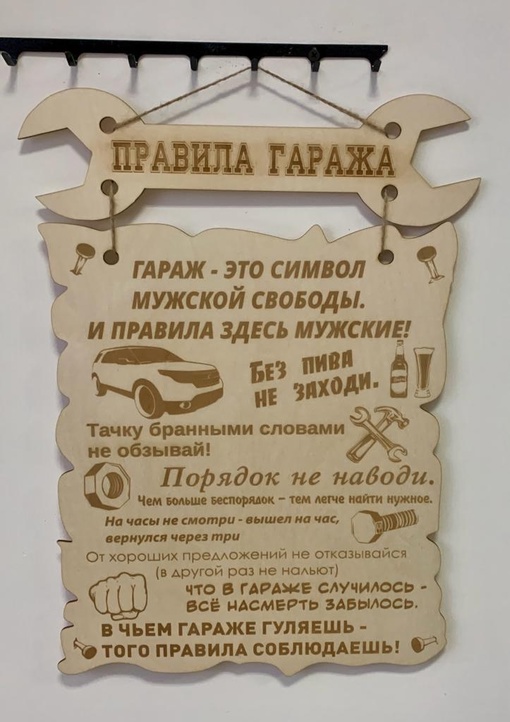 ПРАВИЛА ГАРАЖА
ГАРАЖ - ЭТО СИМВОЛ
МУЖСКОЙ СВОБОДЫ.
И ПРАВИЛА ЗДЕСЬ МУЖСКИЕ!
БЕЗ ПИВА
НЕ ЗАХОДИ.
Тачку бранными словами
не обзывай!
Порядок не наводи.
Чем больше беспорядок – тем легче найти нужное.
На часы не смотри - вышел на час,
вернулся через три
От хороших предложений не отказывайся
(в другой раз не нальют)
ЧТО В ГАРАЖЕ СЛУЧИЛОСЬ -
ВСЁ НАСМЕРТЬ ЗАБЫЛОСЬ.
В ЧЬЕМ ГАРАЖЕ ГУЛЯЕШЬ -
ТОГО ПРАВИЛА СОБЛЮДАЕШЬ!